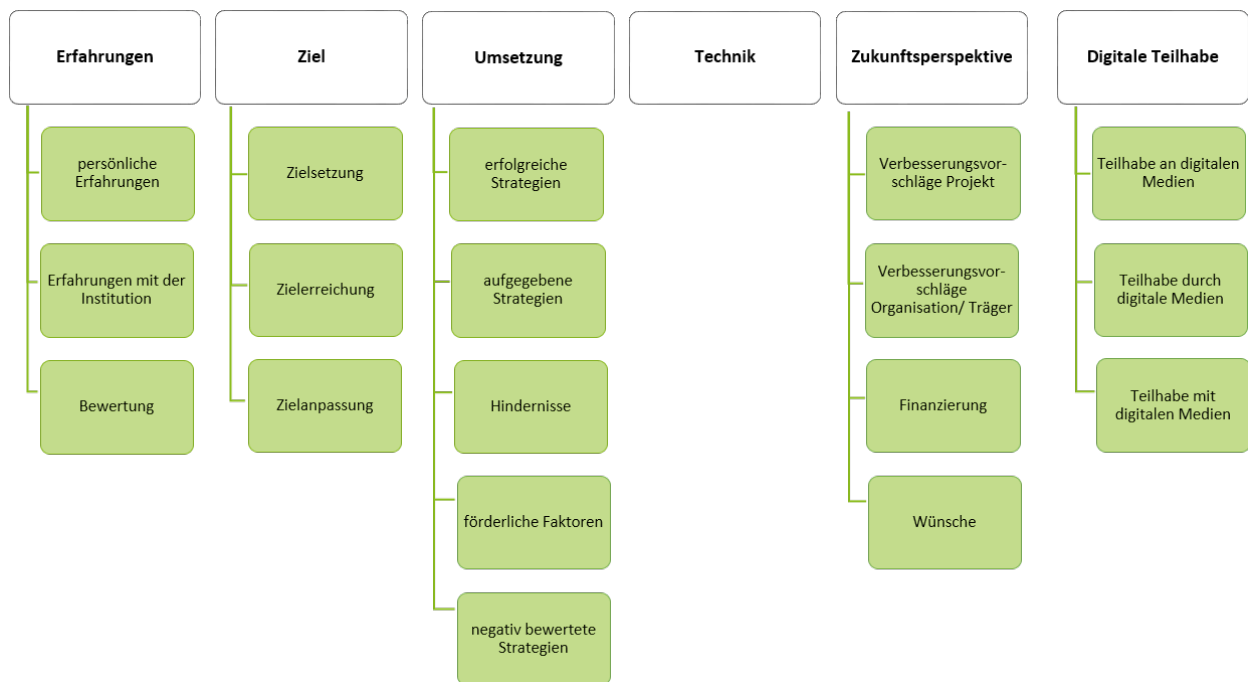 Erfahrungen
persönliche
Erfahrungen
Erfahrungen mit der
Institution
Bewertung
Ziel
Zielsetzung
Zielerreichung
Zielanpassung
Umsetzung
erfolgreiche
Strategien
aufgegebene
Strategien
Hindernisse
förderliche Faktoren
negativ bewertete
Strategien
Technik
Zukunftsperspektive
Verbesserungsvor-
schläge Projekt
Verbesserungsvor-
schläge
Organisation/ Träger
Finanzierung
Wünsche
Digitale Teilhabe
Teilhabe an digitalen
Medien
Teilhabe durch
digitale Medien
Teilhabe mit
digitalen Medien